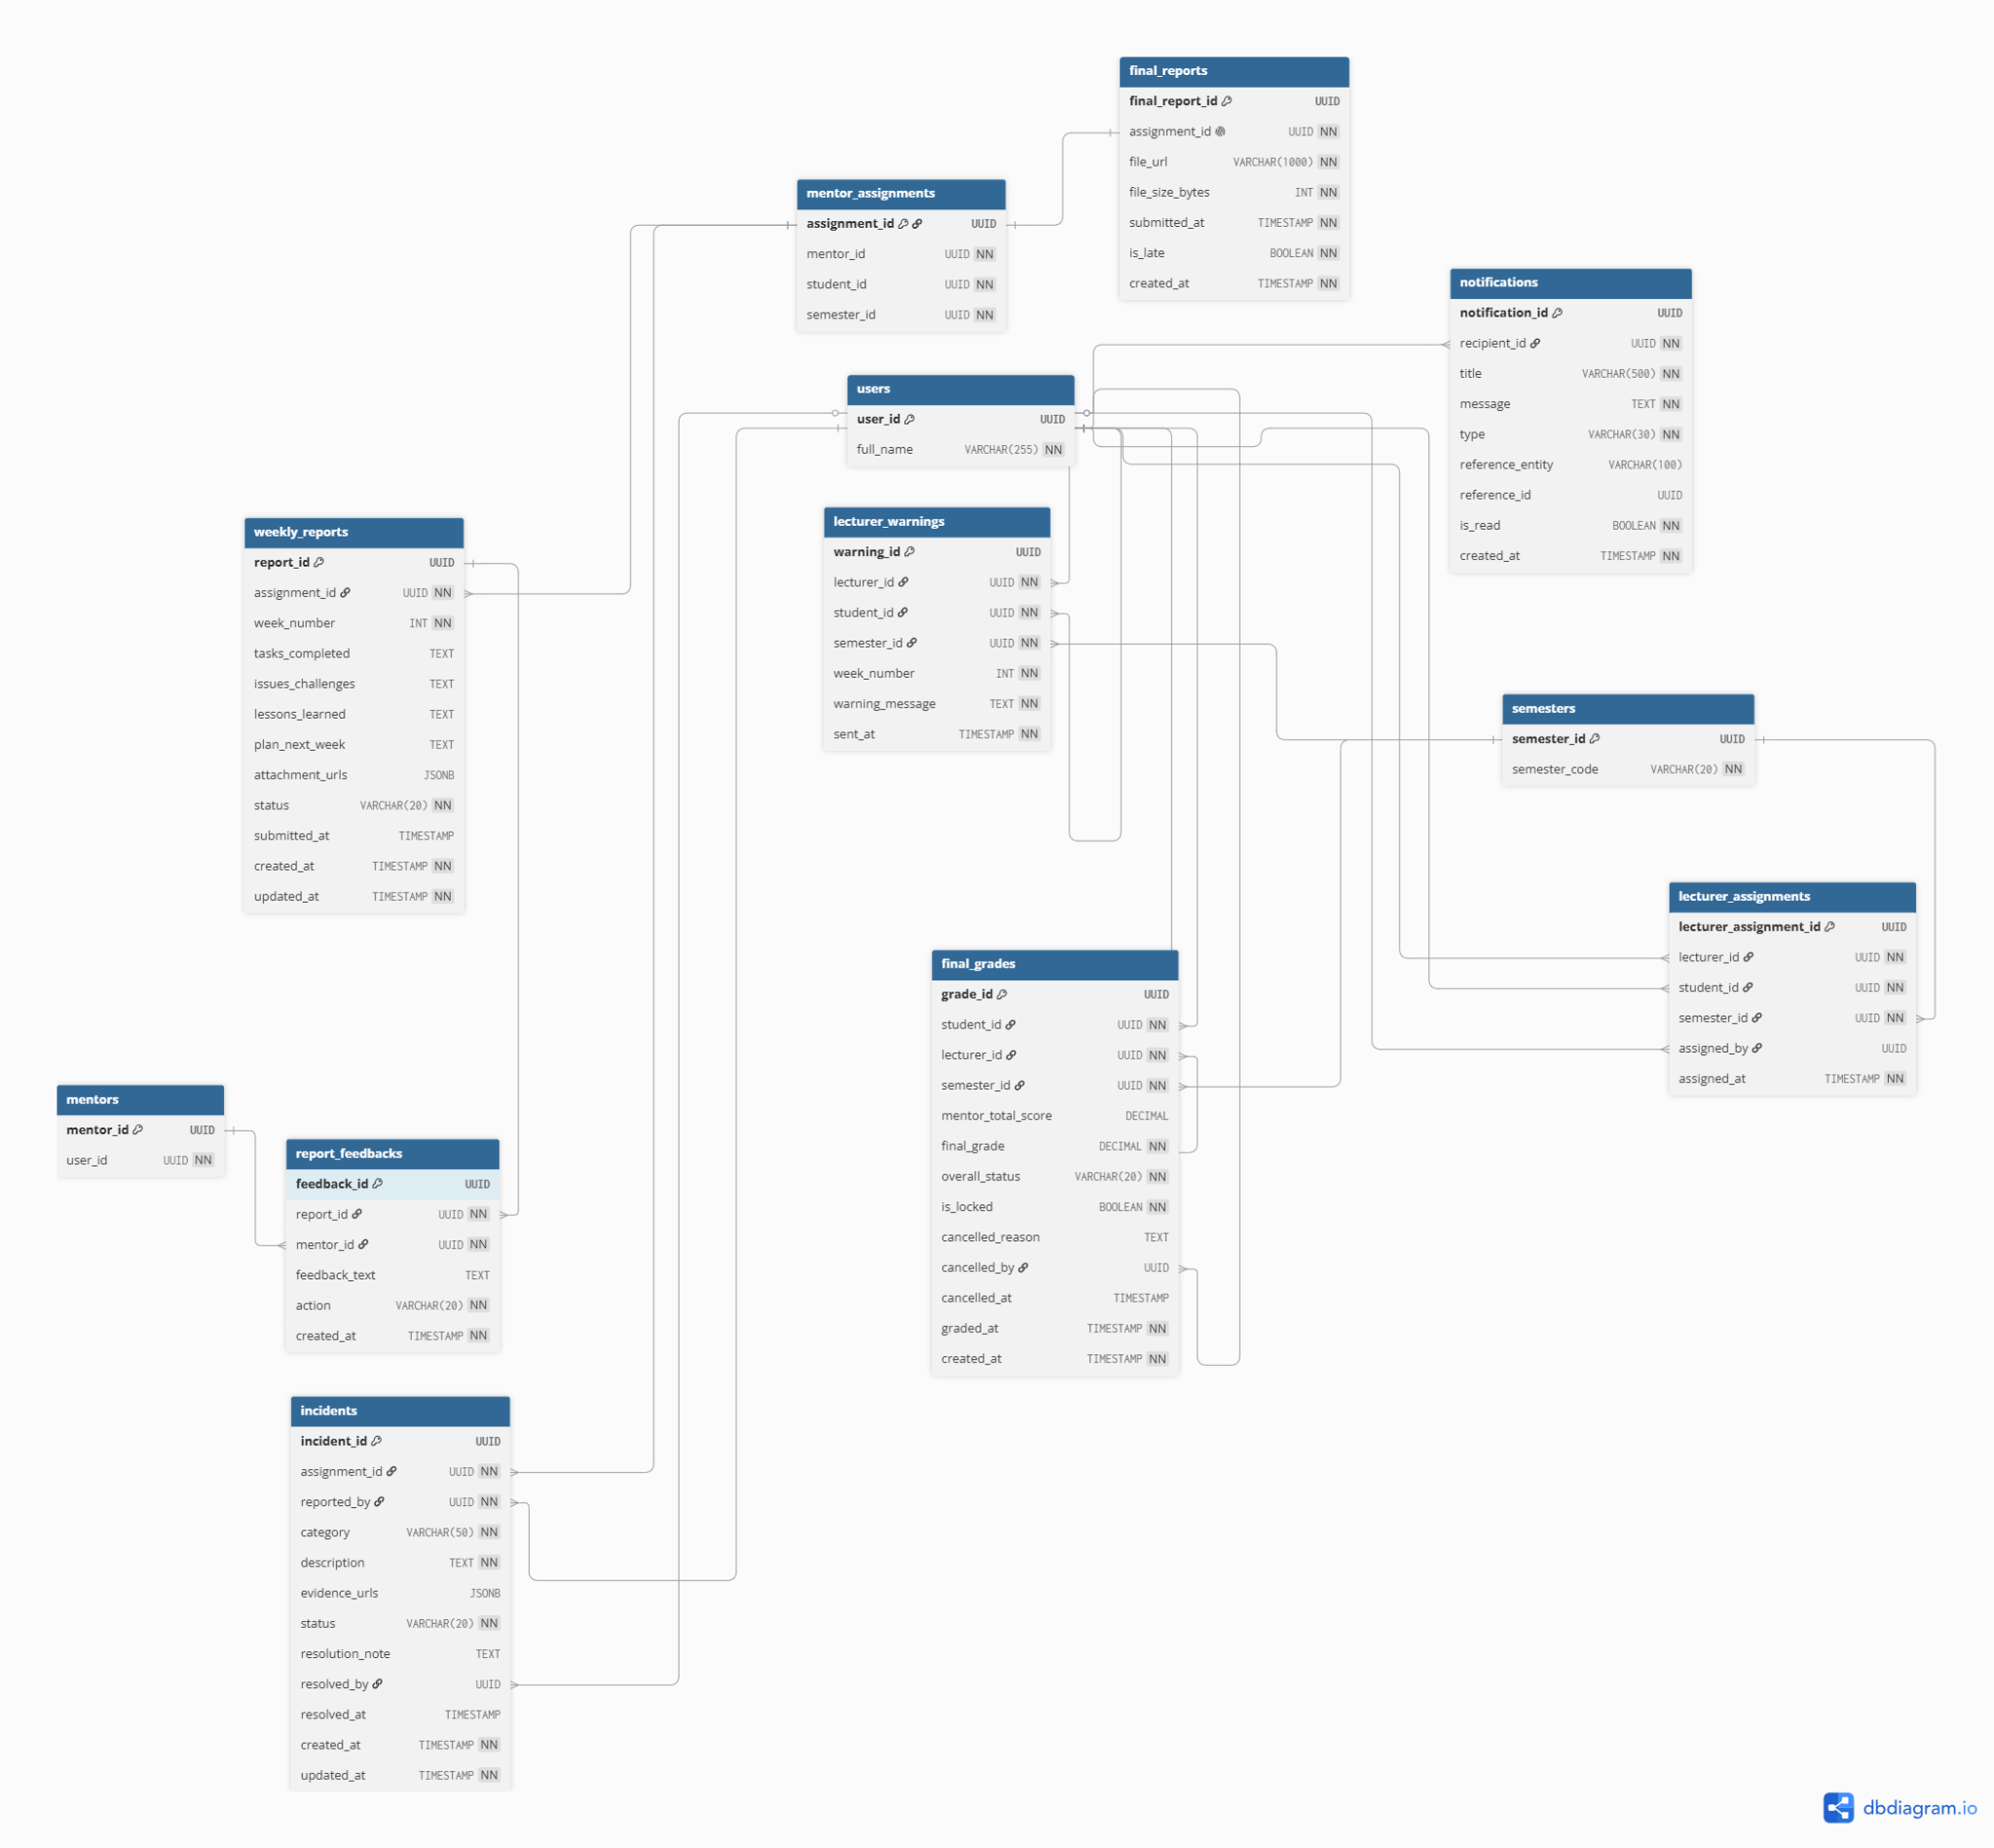 final_reports
final_report_id UUID
assignment_id UUID NN
file_url VARCHAR(1000) NN
file_size_bytes INT NN
submitted_at TIMESTAMP NN
is_late BOOLEAN NN
created_at TIMESTAMP NN
mentor_assignments
assignment_id UUID
mentor_id UUID NN
student_id UUID NN
semester_id UUID NN
notifications
notification_id UUID
recipient_id UUID NN
title VARCHAR(500) NN
message TEXT NN
type VARCHAR(30) NN
reference_entity VARCHAR(100)
reference_id UUID
is_read BOOLEAN NN
created_at TIMESTAMP NN
users
user_id UUID
full_name VARCHAR(255) NN
weekly_reports
report_id UUID
assignment_id UUID NN
week_number INT NN
tasks_completed TEXT
issues_challenges TEXT
lessons_learned TEXT
plan_next_week TEXT
attachment_urls JSONB
status VARCHAR(20) NN
submitted_at TIMESTAMP
created_at TIMESTAMP NN
updated_at TIMESTAMP NN
lecturer_warnings
warning_id UUID
lecturer_id UUID NN
student_id UUID NN
semester_id UUID NN
week_number INT NN
warning_message TEXT NN
sent_at TIMESTAMP NN
semesters
semester_id UUID
semester_code VARCHAR(20) NN
lecturer_assignments
lecturer_assignment_id UUID
lecturer_id UUID NN
student_id UUID NN
semester_id UUID NN
assigned_by UUID
assigned_at TIMESTAMP NN
final_grades
grade_id UUID
student_id UUID NN
lecturer_id UUID NN
semester_id UUID NN
mentor_total_score DECIMAL
final_grade DECIMAL NN
overall_status VARCHAR(20) NN
is_locked BOOLEAN NN
cancelled_reason TEXT
cancelled_by UUID
cancelled_at TIMESTAMP
graded_at TIMESTAMP NN
created_at TIMESTAMP NN
mentors
mentor_id UUID
user_id UUID NN
report_feedbacks
feedback_id UUID
report_id UUID NN
mentor_id UUID NN
feedback_text TEXT
action VARCHAR(20) NN
created_at TIMESTAMP NN
incidents
incident_id UUID
assignment_id UUID NN
reported_by UUID NN
category VARCHAR(50) NN
description TEXT NN
evidence_urls JSONB
status VARCHAR(20) NN
resolution_note TEXT
resolved_by UUID
resolved_at TIMESTAMP
created_at TIMESTAMP NN
updated_at TIMESTAMP NN
dbdiagram.io